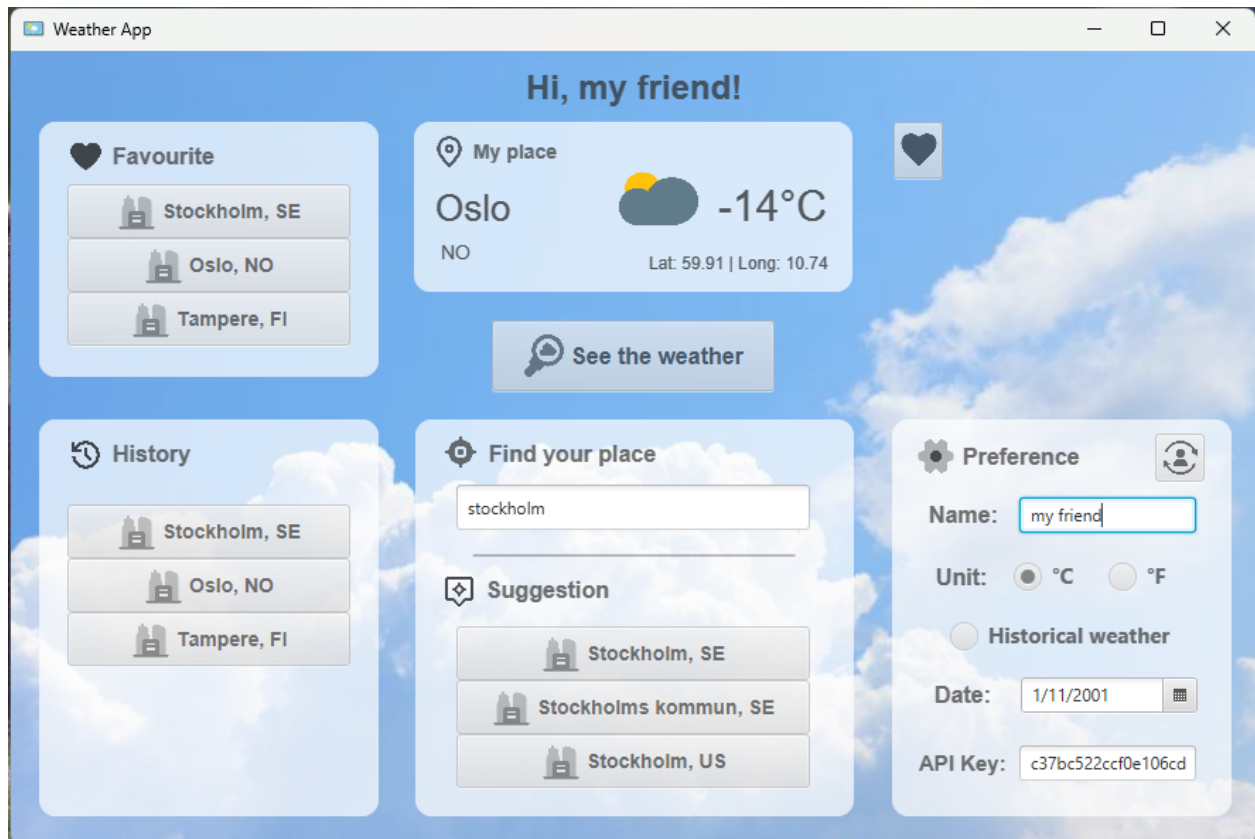 Weather App
Hi, my friend!
Favourite
Stockholm, SE
Oslo, NO
Tampere, FI
My place
Oslo
-14°C
NO
Lat: 59.91 | Long: 10.74
See the weather
History
Stockholm, SE
Oslo, NO
Tampere, FI
Find your place
stockholm
Suggestion
Stockholm, SE
Stockholms kommun, SE
Stockholm, US
Preference
Name: my friend
Unit: °C °F
Historical weather
Date: 1/11/2001
API Key: c37bc522ccf0e106cd